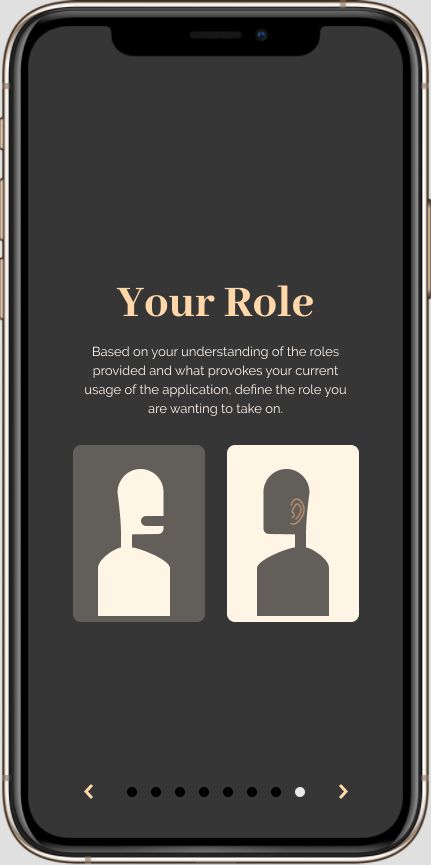 Your Role
Based on your understanding of the roles
provided and what provokes your current
usage of the application, define the role you
are wanting to take on.